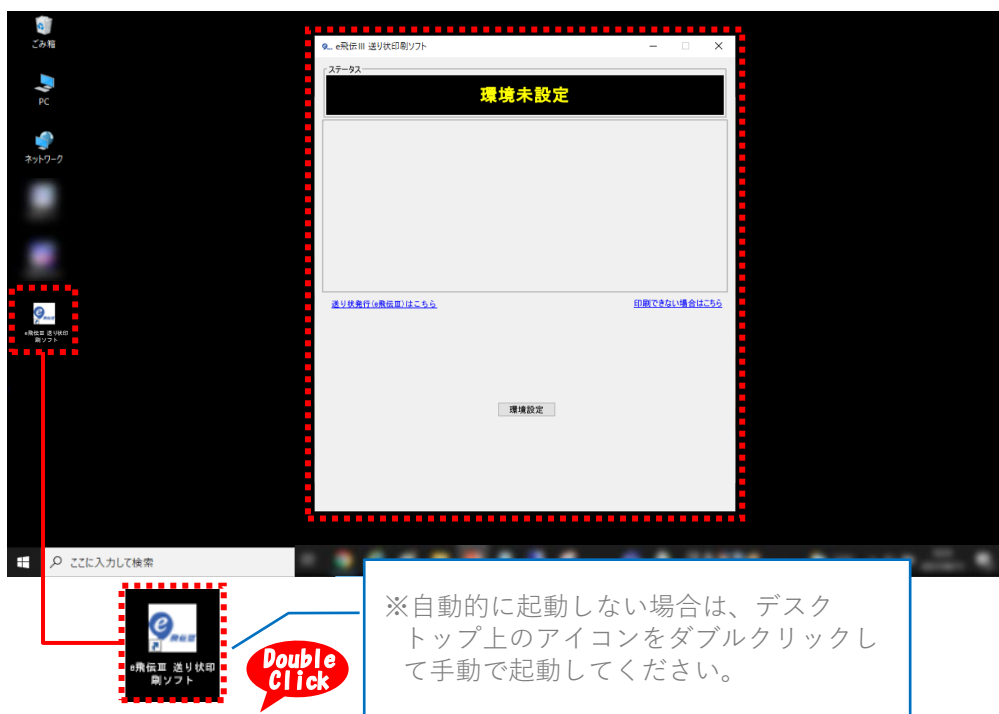 ごみ箱
PC
ネットワーク
e飛伝Ⅲ 送り状印
刷ソフト
e飛伝Ⅲ 送り状印刷ソフト
ステータス
環境未設定
送り状発行(e飛伝Ⅲ)はこちら
印刷できない場合はこちら
環境設定
ここに入力して検索
e飛伝Ⅲ
e飛伝Ⅲ 送り状印
刷ソフト
Double
Click
※自動的に起動しない場合は、デスク
トップ上のアイコンをダブルクリックし
て手動で起動してください。